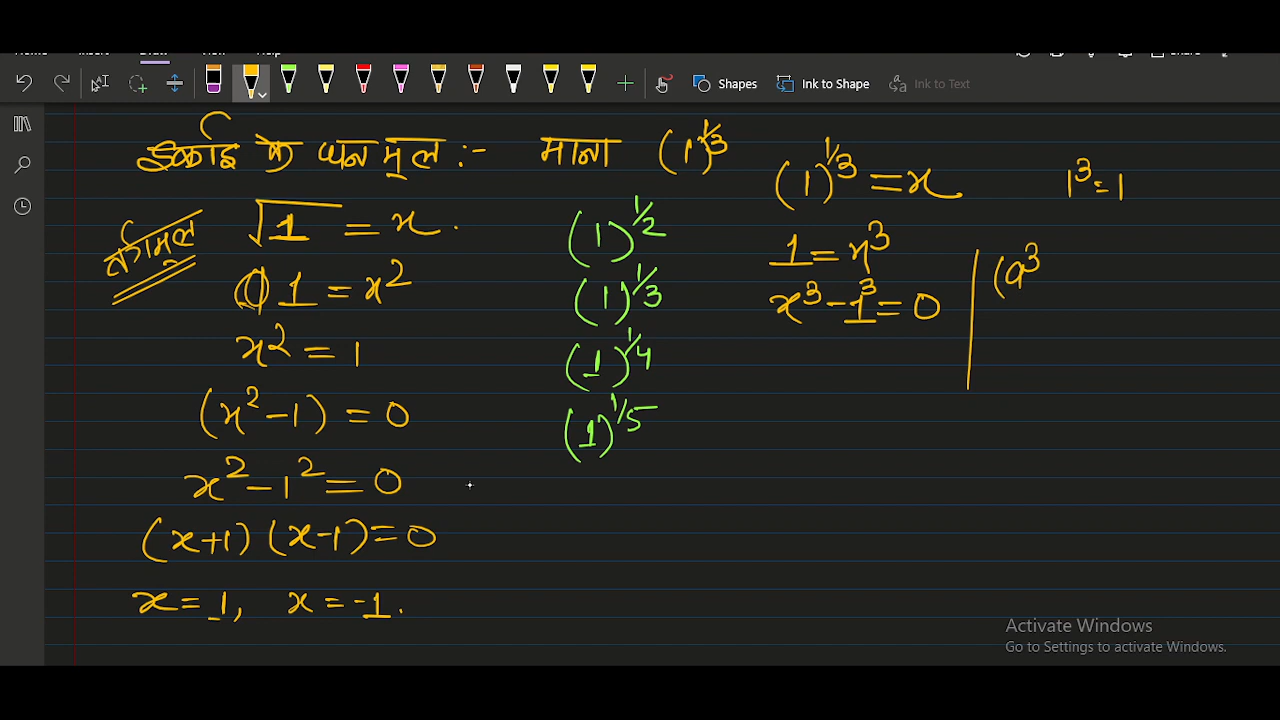 Shapes Ink to Shape Ink to Text
इकाई के घन मूल :- माना (1)^1/3
वर्गमूल
√1 = x.
1 = x²
x² = 1
(x² - 1) = 0
x² - 1² = 0
(x+1) (x-1) = 0
x = 1, x = -1.
(1)^1/2
(1)^1/3
(1)^1/4
(1)^1/5
(1)^1/3 = x
1 = x³
x³ - 1³ = 0
1³ = 1
(a³
Activate Windows
Go to Settings to activate Windows.